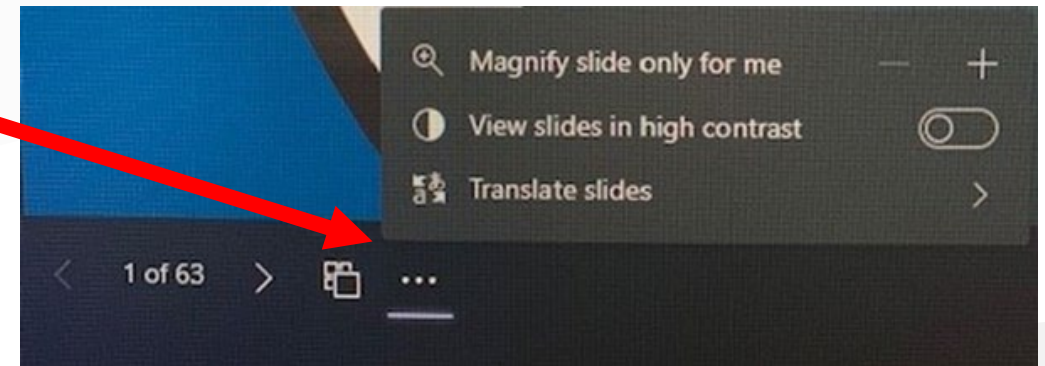 Magnify slide only for me
View slides in high contrast
Translate slides
1 of 63
...